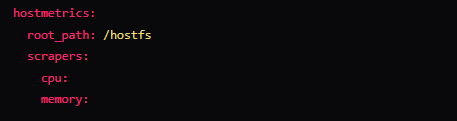 hostmetrics:
  root_path: /hostfs
  scrapers:
    cpu:
    memory: